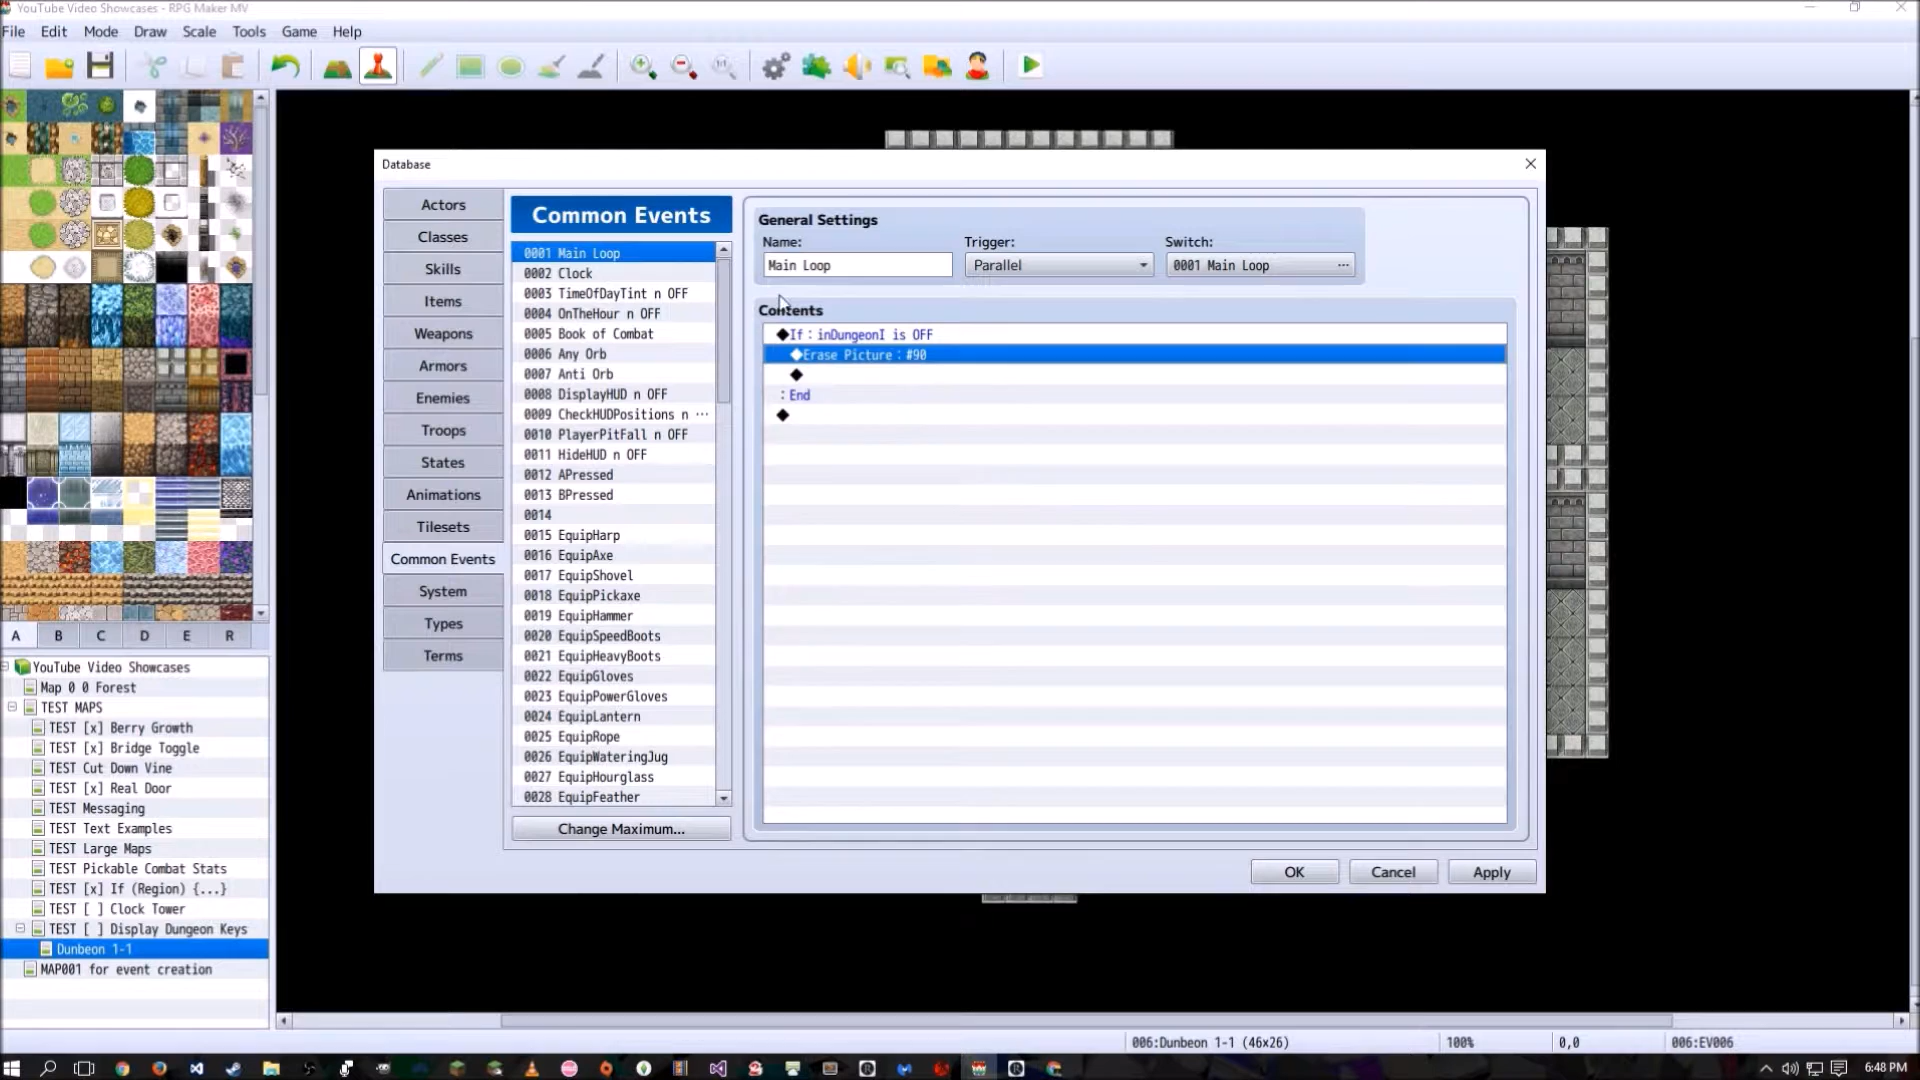 YouTube Video Showcases - RPG Maker MV
File Edit Mode Draw Scale Tools Game Help
Database
Actors
Classes
Skills
Items
Weapons
Armors
Enemies
Troops
States
Animations
Tilesets
Common Events
System
Types
Terms
Common Events
0001 Main Loop
0002 Clock
0003 TimeOfDayTint n OFF
0004 OnTheHour n OFF
0005 Book of Combat
0006 Any Orb
0007 Anti Orb
0008 DisplayHUD n OFF
0009 CheckHUDPositions n ...
0010 PlayerPitFall n OFF
0011 HideHUD n OFF
0012 APressed
0013 BPressed
0014
0015 EquipHarp
0016 EquipAxe
0017 EquipShovel
0018 EquipPickaxe
0019 EquipHammer
0020 EquipSpeedBoots
0021 EquipHeavyBoots
0022 EquipGloves
0023 EquipPowerGloves
0024 EquipLantern
0025 EquipRope
0026 EquipWateringJug
0027 EquipHourglass
0028 EquipFeather
Change Maximum...
General Settings
Name: Trigger: Switch:
Main Loop Parallel 0001 Main Loop ...
Contents
◆If : inDungeonI is OFF
◆Erase Picture : #90
◆
: End
◆
OK Cancel Apply
A B C D E R
YouTube Video Showcases
Map 0 0 Forest
TEST MAPS
TEST [x] Berry Growth
TEST [x] Bridge Toggle
TEST Cut Down Vine
TEST [x] Real Door
TEST Messaging
TEST Text Examples
TEST Large Maps
TEST Pickable Combat Stats
TEST [x] If (Region) {...}
TEST [ ] Clock Tower
TEST [ ] Display Dungeon Keys
Dunbeon 1-1
MAP001 for event creation
006:Dunbeon 1-1 (46x26) 100% 0,0 006:EV006
6:48 PM